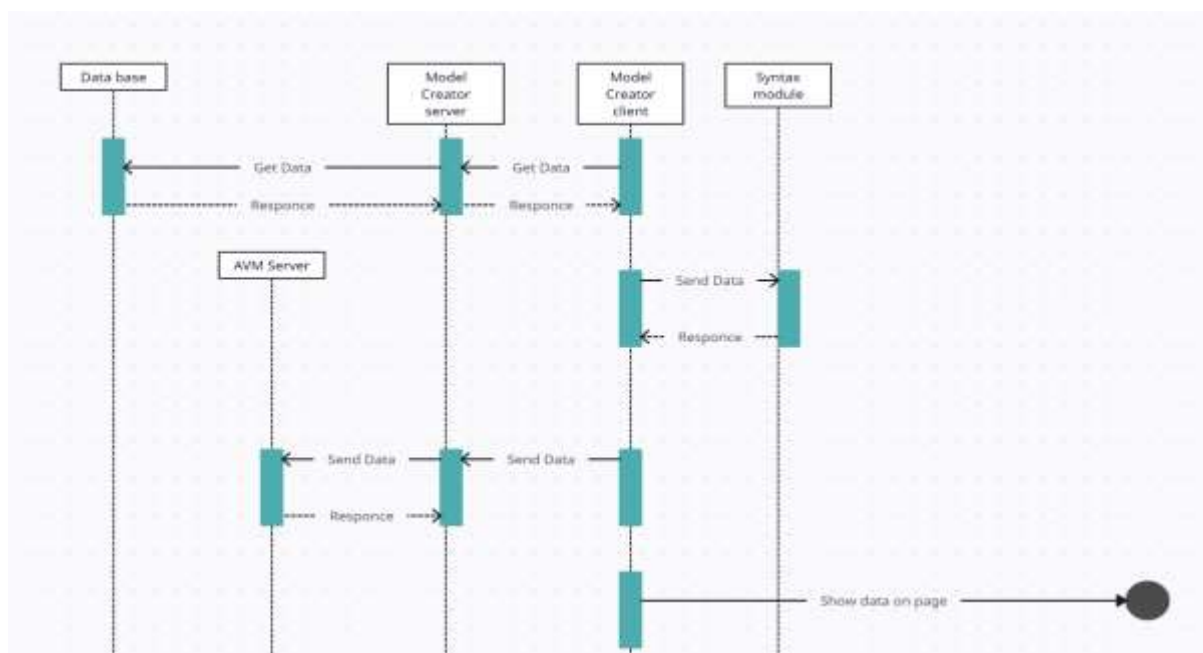 Data base
Model
Creator
server
Model
Creator
client
Syntax
module
Get Data
Get Data
Responce
Responce
AVM Server
Send Data
Responce
Send Data
Send Data
Responce
Show data on page